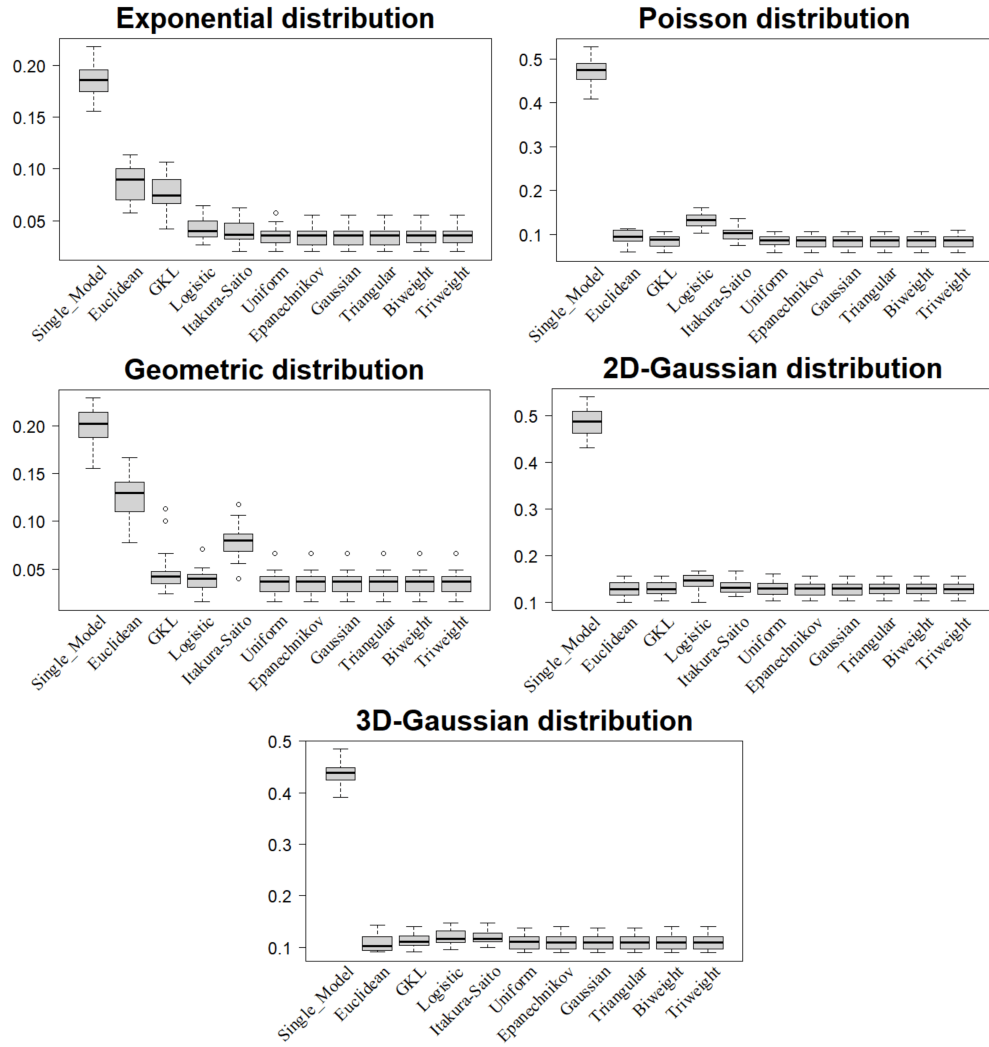 Exponential distribution
0.20
0.15
0.10
0.05
Single_Model
Euclidean
GKL
Logistic
Itakura-Saito
Uniform
Epanechnikov
Gaussian
Triangular
Biweight
Triweight
Poisson distribution
0.5
0.4
0.3
0.2
0.1
Single_Model
Euclidean
GKL
Logistic
Itakura-Saito
Uniform
Epanechnikov
Gaussian
Triangular
Biweight
Triweight
Geometric distribution
0.20
0.15
0.10
0.05
Single_Model
Euclidean
GKL
Logistic
Itakura-Saito
Uniform
Epanechnikov
Gaussian
Triangular
Biweight
Triweight
2D-Gaussian distribution
0.5
0.4
0.3
0.2
0.1
Single_Model
Euclidean
GKL
Logistic
Itakura-Saito
Uniform
Epanechnikov
Gaussian
Triangular
Biweight
Triweight
3D-Gaussian distribution
0.5
0.4
0.3
0.2
0.1
Single_Model
Euclidean
GKL
Logistic
Itakura-Saito
Uniform
Epanechnikov
Gaussian
Triangular
Biweight
Triweight